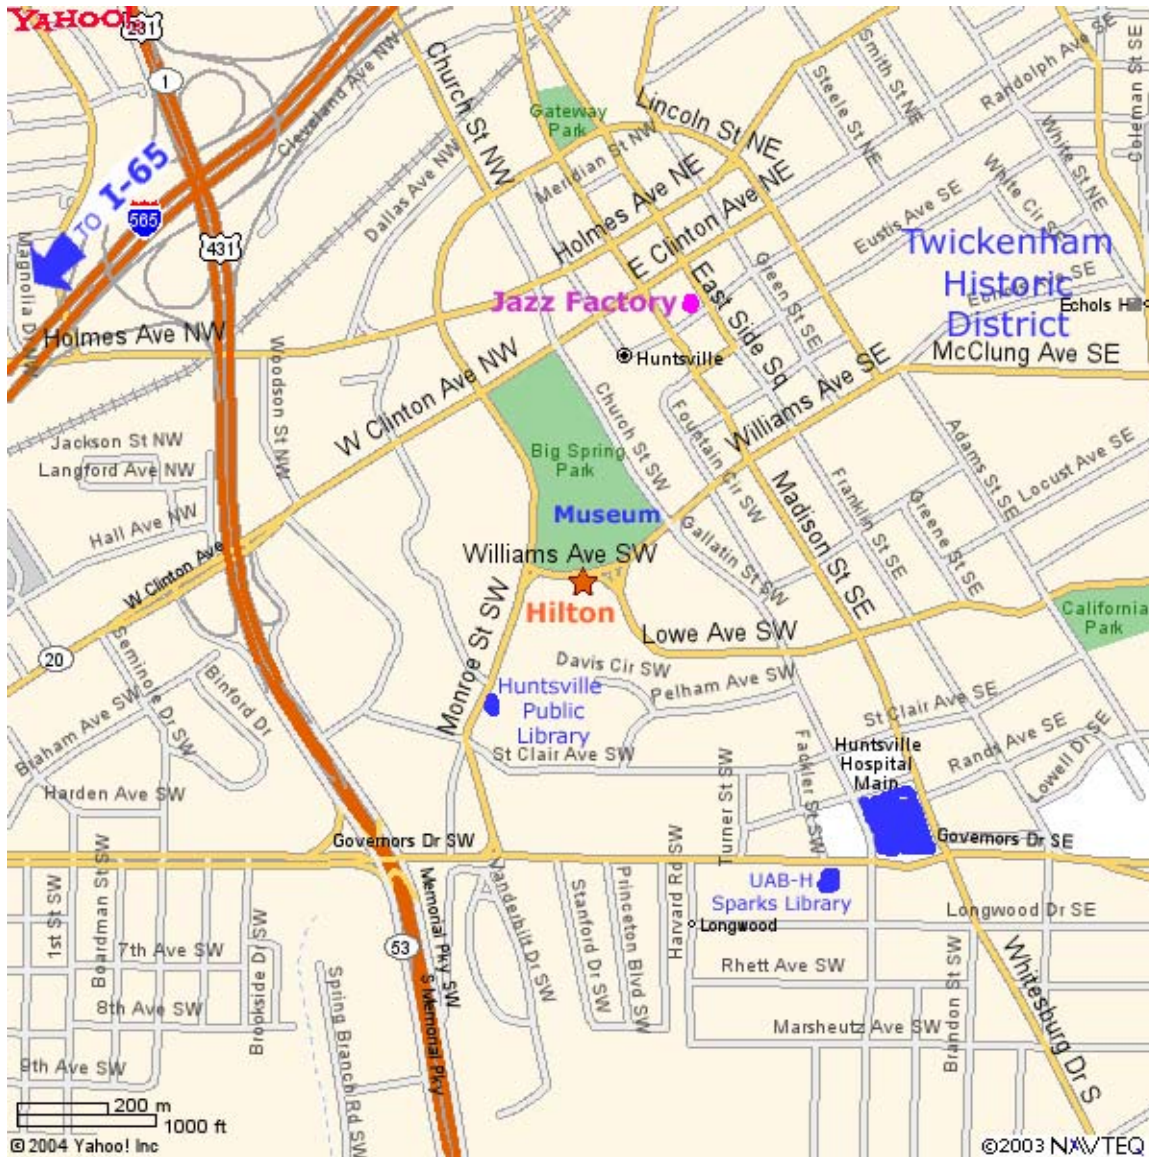 YAHOO!
231
1
Church St NW
Cleveland Ave NW
Gateway
Park
Lincoln St NE
Steele St NE
Smith St NE
Randolph Ave SE
Coleman St SE
TO I-65
565
431
Dallas Ave NW
Meridian St NW
Holmes Ave NE
E Clinton Ave NE
White St NE
White Cir SE
Eustis Ave SE
Magnolia Dr NW
Holmes Ave NW
Woodson St NW
Jazz Factory
East Side Sq
Green St SE
Twickenham
Historic
District
Echols Ave SE
Echols H
McClung Ave SE
Huntsville
W Clinton Ave NW
Jackson St NW
Langford Ave NW
Hall Ave NW
Big Spring
Park
Church St SW
Fountain Cir SW
Williams Ave SE
Adams St SE
Locust Ave SE
Museum
Gallatin St SW
Madison St SE
Franklin St SE
Greene St SE
Williams Ave SW
W Clinton Ave
Hilton
Lowe Ave SW
California
Park
20
Seminole Dr SW
Binford Dr
Braham Ave SW
Monroe St SW
Davis Cir SW
Pelham Ave SW
Huntsville
Public
Library
St Clair Ave SW
St Clair Ave SE
Rands Ave SE
Lowell Dr SE
Huntsville
Hospital
Main
Fackler St SW
Turner St SW
Harden Ave SW
Governors Dr SW
Governors Dr SE
1st St SW
Boardman St SW
Brookside Dr SW
Memorial Pky SW
Vanderbilt Dr SW
Stanford Dr SW
Princeton Blvd SW
Harvard Rd SW
UAB-H
Sparks Library
Longwood
Longwood Dr SE
7th Ave SW
53
Rhett Ave SW
8th Ave SW
Spring Branch Rd SW
S Memorial Pky
Marsheutz Ave SW
Brandon St SW
Whitesburg Dr S
9th Ave SW
200 m
1000 ft
© 2004 Yahoo! Inc
©2003 NAVTEQ